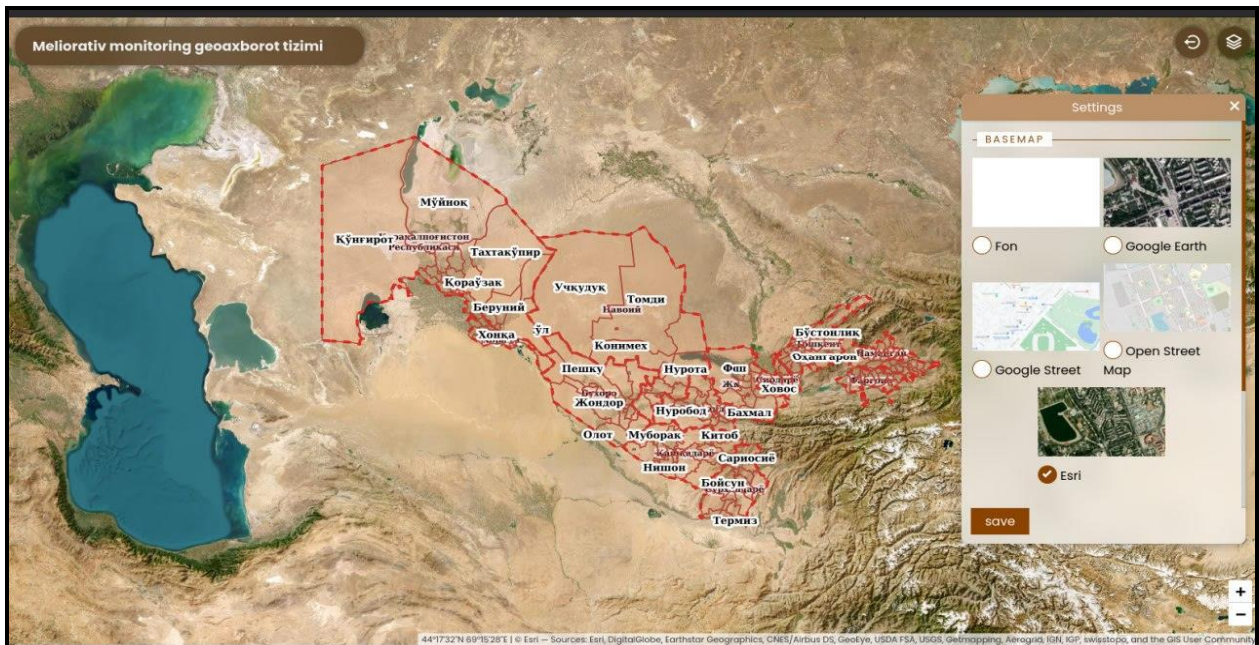 Meliorativ monitoring geoaxborot tizimi
Settings
BASEMAP
Fon
Google Earth
Google Street
Open Street
Map
Esri
save
Мўйноқ
Қўнғирот
Республикаси
Тахтакўпир
Қораўзак
Беруний
Хонқа
Учқудуқ
Томди
Навоий
Конимех
Пешку
Нурота
Бухоро
Жондор
Нуробод
Бахмал
Олот
Муборак
Китоб
Нишон
Сариосиё
Бойсун
Термиз
Бўстонлиқ
Тошкент
Оҳангарон
Ховос
44°17'32"N 69°15'28"E | © Esri — Sources: Esri, DigitalGlobe, Earthstar Geographics, CNES/Airbus DS, GeoEye, USDA FSA, USGS, Getmapping, Aerogrid, IGN, IGP, swisstopo, and the GIS User Community
+
−